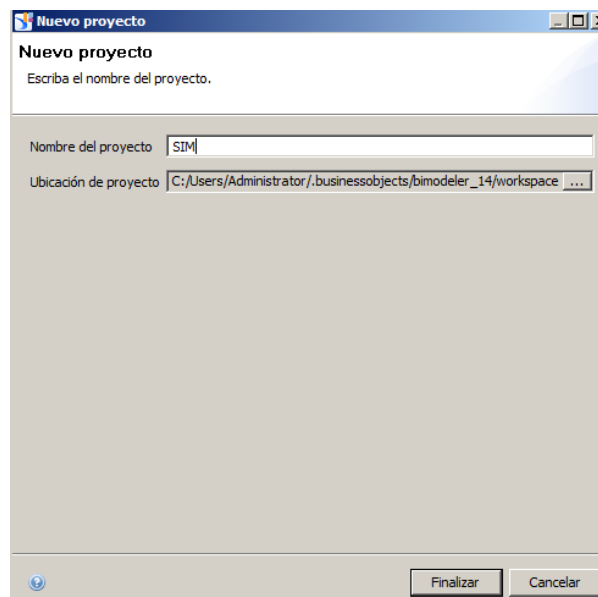 Nuevo proyecto
Nuevo proyecto
Escriba el nombre del proyecto.
Nombre del proyecto SIM
Ubicación de proyecto C:/Users/Administrator/.businessobjects/bimodeler_14/workspace ...
Finalizar Cancelar